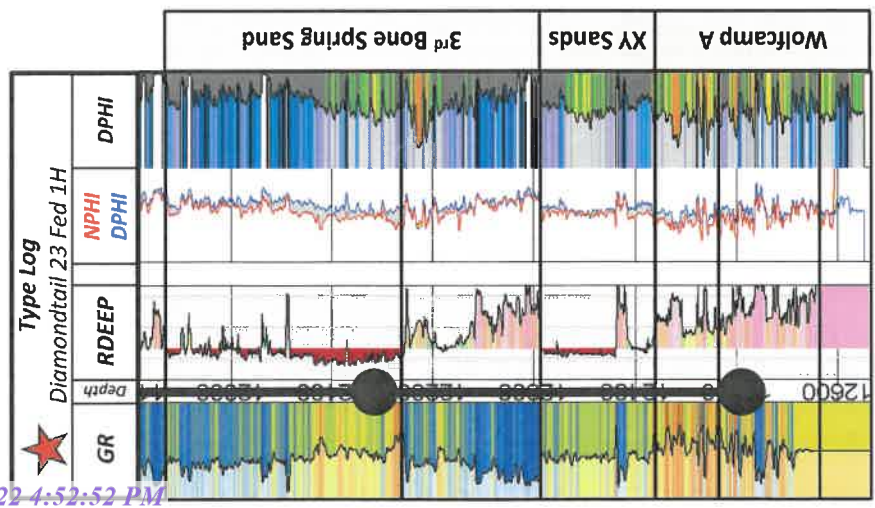 Type Log
Diamondtail 23 Fed 1H
GR
Depth
RDEEP
NPHI
DPHI
DPHI
3rd Bone Spring Sand
XY Sands
Wolfcamp A
12600
22 4:52:52 PM